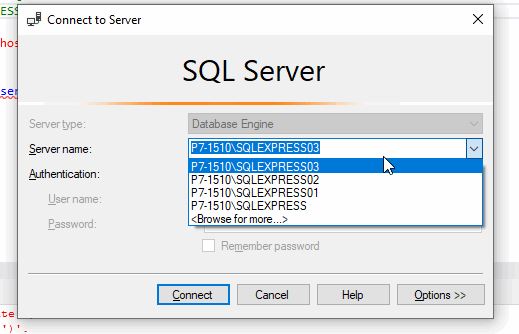 ESS
Connect to Server
hos
SQL Server
ser
Server type:
Database Engine
Server name:
P7-1510\SQLEXPRESS03
P7-1510\SQLEXPRESS03
Authentication:
P7-1510\SQLEXPRESS02
P7-1510\SQLEXPRESS01
User name:
P7-1510\SQLEXPRESS
Password:
<Browse for more...>
Remember password
Connect
Cancel
Help
Options >>
ate
').